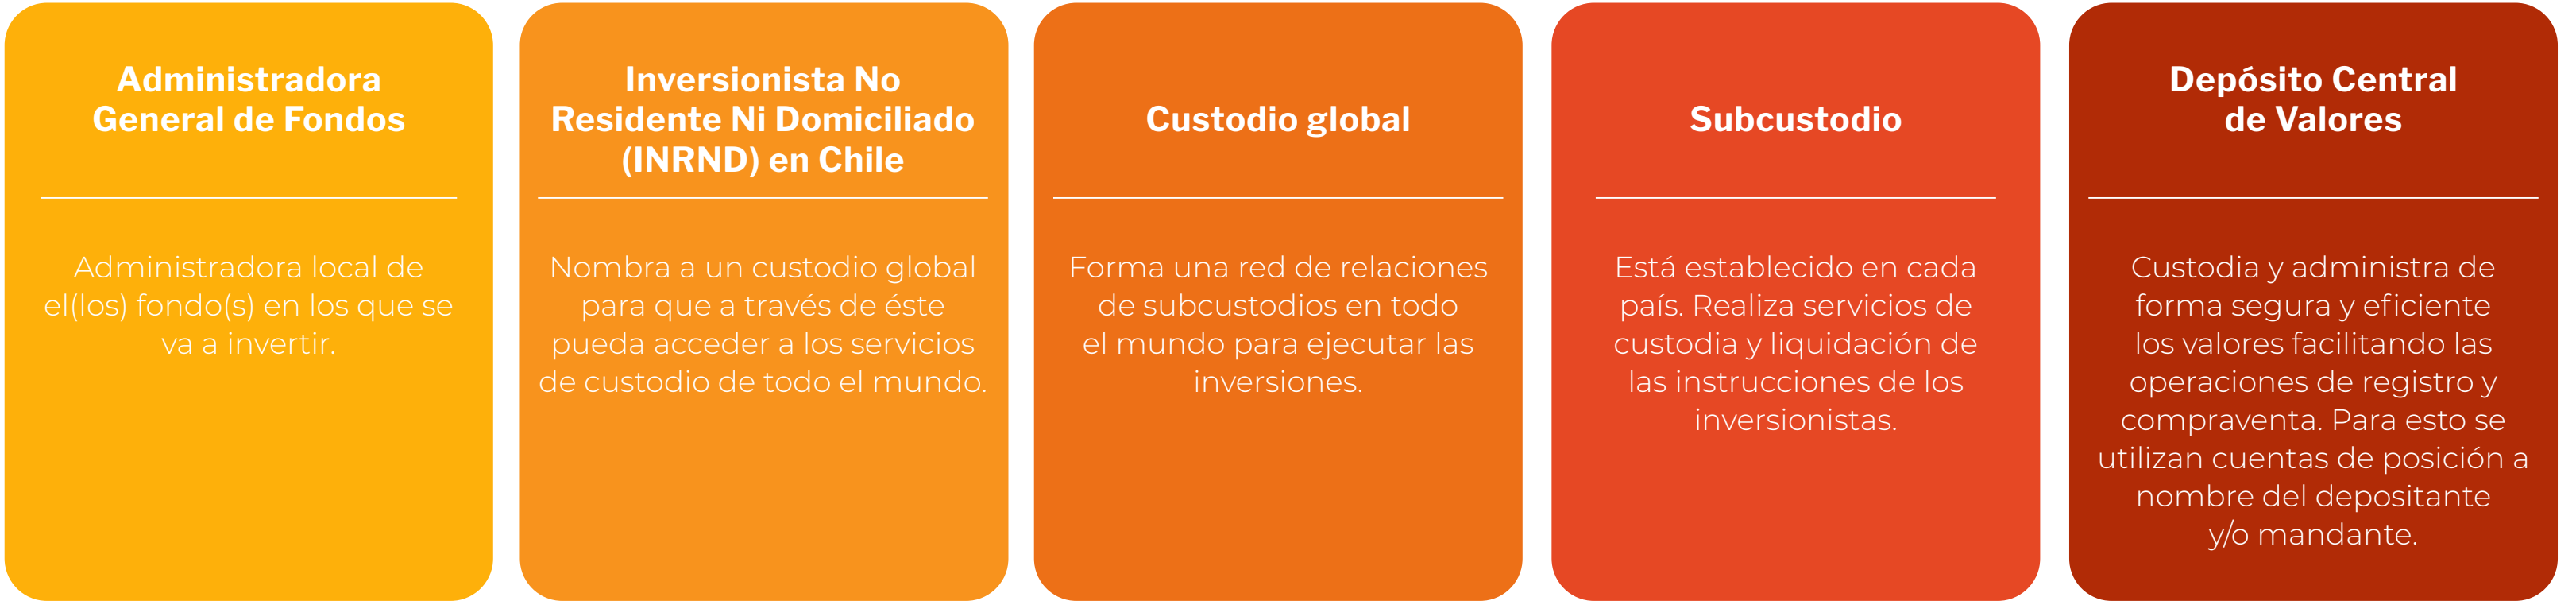 Administradora
General de Fondos
Administradora local de
el(los) fondo(s) en los que se
va a invertir.
Inversionista No
Residente Ni Domiciliado
(INRND) en Chile
Nombra a un custodio global
para que a través de éste
pueda acceder a los servicios
de custodio de todo el mundo.
Custodio global
Forma una red de relaciones
de subcustodios en todo
el mundo para ejecutar las
inversiones.
Subcustodio
Está establecido en cada
país. Realiza servicios de
custodia y liquidación de
las instrucciones de los
inversionistas.
Depósito Central
de Valores
Custodia y administra de
forma segura y eficiente
los valores facilitando las
operaciones de registro y
compraventa. Para esto se
utilizan cuentas de posición a
nombre del depositante
y/o mandante.